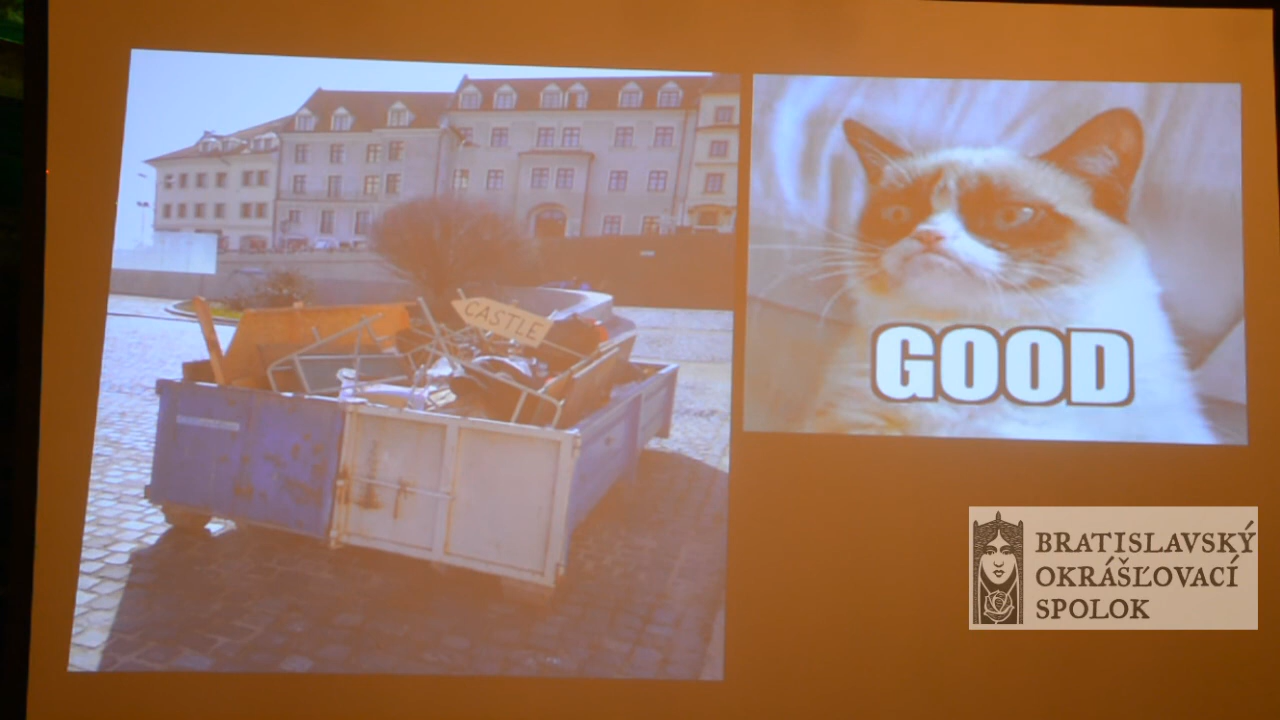 CASTLE
GOOD
BRATISLAVSKÝ
OKRÁŠĽOVACÍ
SPOLOK